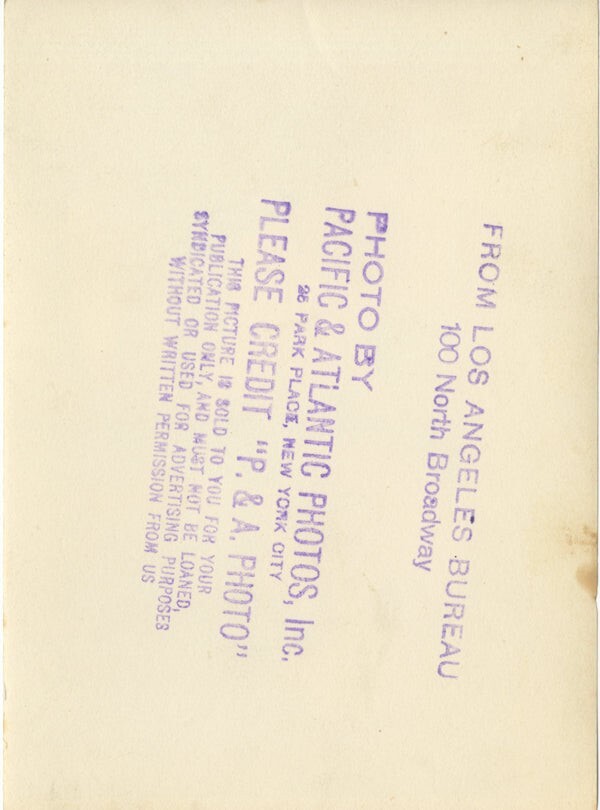 FROM LOS ANGELES BUREAU
100 North Broadway
PHOTO BY
PACIFIC & ATLANTIC PHOTOS, Inc.
25 PARK PLACE, NEW YORK CITY
PLEASE CREDIT "P. & A. PHOTO"
THIS PICTURE IS SOLD TO YOU FOR YOUR
PUBLICATION ONLY, AND MUST NOT BE LOANED,
SYNDICATED OR USED FOR ADVERTISING PURPOSES
WITHOUT WRITTEN PERMISSION FROM US